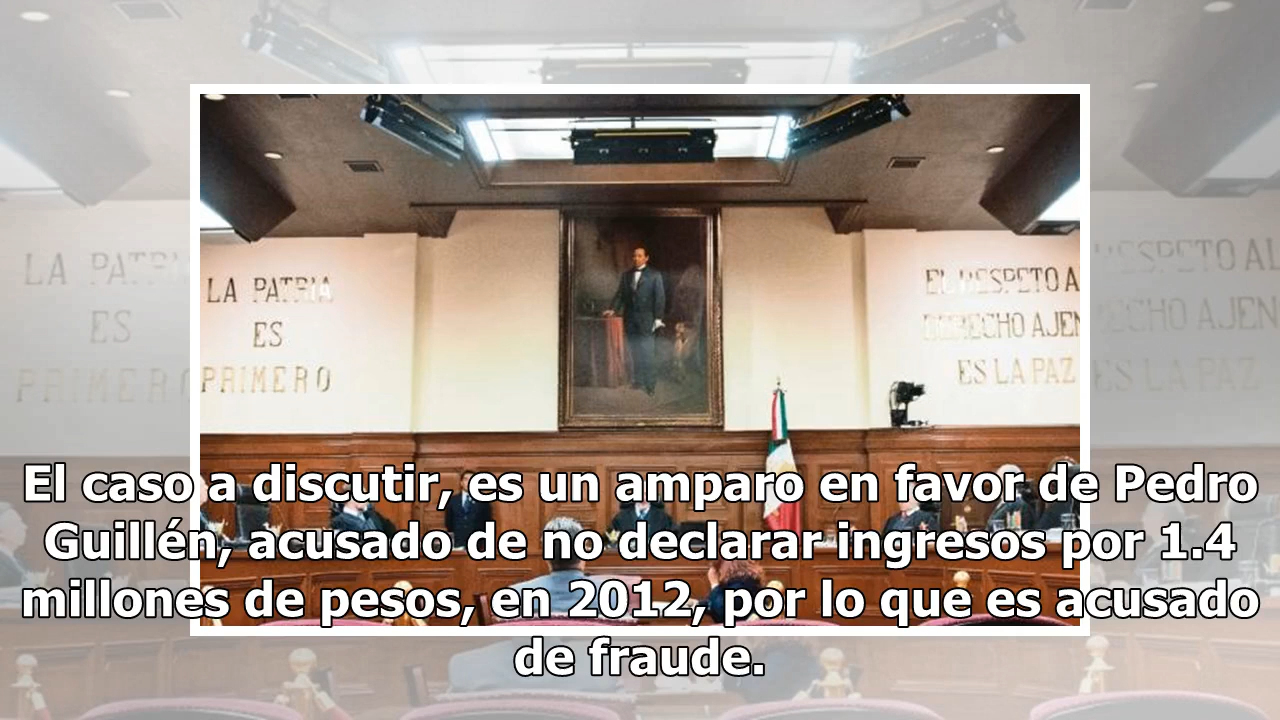 LA PATRIA
ES
PRIMERO
EL RESPETO AL
DERECHO AJEN
ES LA PAZ
El caso a discutir, es un amparo en favor de Pedro
Guillén, acusado de no declarar ingresos por 1.4
millones de pesos, en 2012, por lo que es acusado
de fraude.